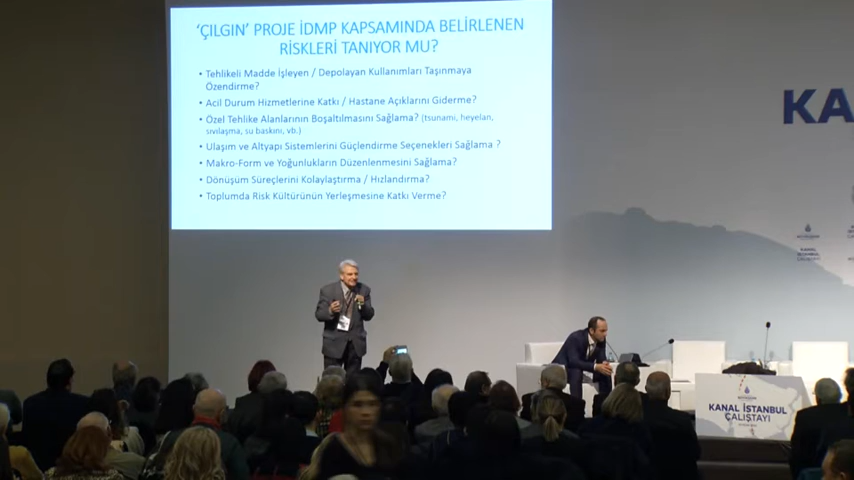 'ÇILGIN' PROJE İDMP KAPSAMINDA BELİRLENEN
RİSKLERİ TANIYOR MU?
• Tehlikeli Madde İşleyen / Depolayan Kullanımları Taşınmaya
Özendirme?
• Acil Durum Hizmetlerine Katkı / Hastane Açıklarını Giderme?
• Özel Tehlike Alanlarının Boşaltılmasını Sağlama? (tsunami, heyelan,
sıvılaşma, su baskını, vb.)
• Ulaşım ve Altyapı Sistemlerini Güçlendirme Seçenekleri Sağlama ?
• Makro-Form ve Yoğunlukların Düzenlenmesini Sağlama?
• Dönüşüm Süreçlerini Kolaylaştırma / Hızlandırma?
• Toplumda Risk Kültürünün Yerleşmesine Katkı Verme?
KANAL İSTANBUL
ÇALIŞTAYI